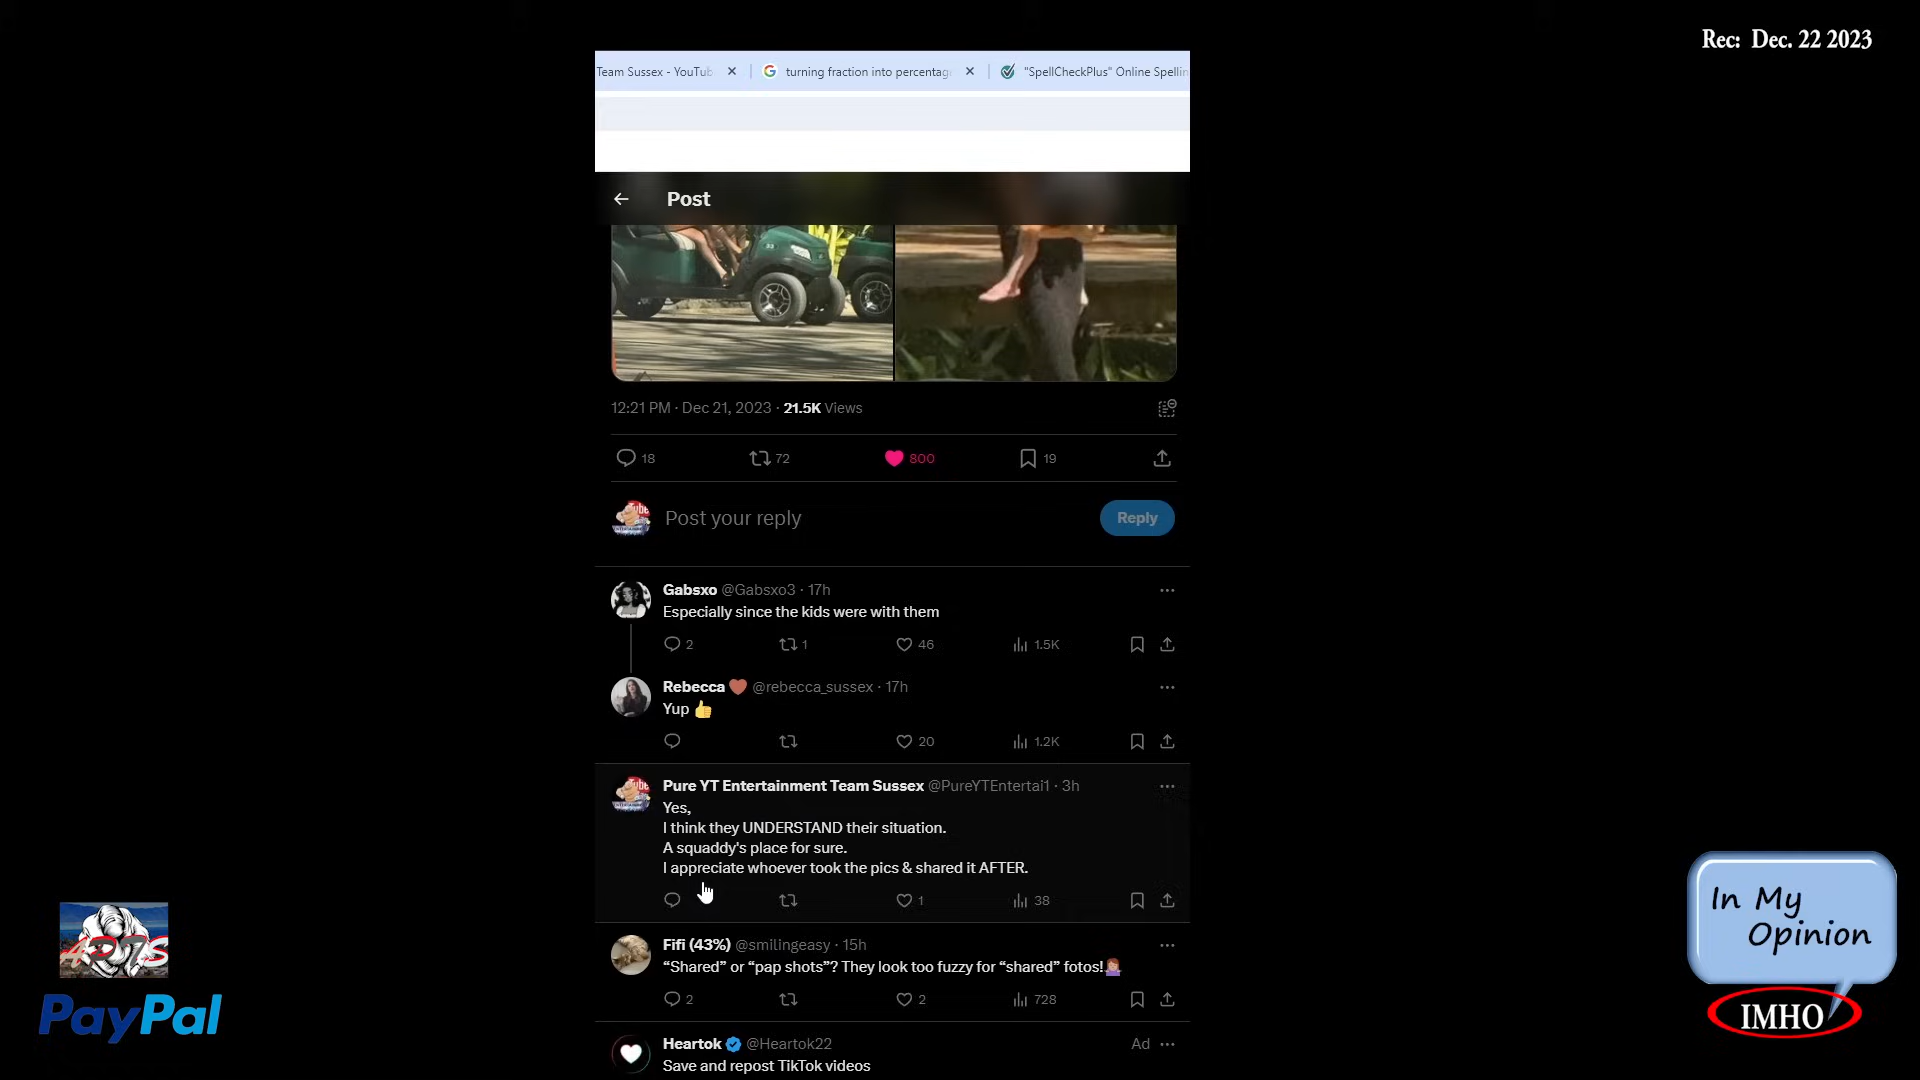 Rec: Dec. 22 2023
Team Sussex - YouTub
turning fraction into percentag
"SpellCheckPlus" Online Spellin
Post
12:21 PM · Dec 21, 2023 · 21.5K Views
18 72 800 19
Post your reply
Reply
Gabsxo @Gabsxo3 · 17h
Especially since the kids were with them
2 1 46 1.5K
Rebecca 🤎 @rebecca_sussex · 17h
Yup 👍
20 1.2K
Pure YT Entertainment Team Sussex @PureYTEntertai1 · 3h
Yes,
I think they UNDERSTAND their situation.
A squaddy's place for sure.
I appreciate whoever took the pics & shared it AFTER.
1 38
Fifi (43%) @smilingeasy · 15h
“Shared” or “pap shots”? They look too fuzzy for “shared” fotos!🤷🏽‍♀️
2 2 728
Heartok @Heartok22 Ad
Save and repost TikTok videos
PayPal
In My
Opinion
IMHO